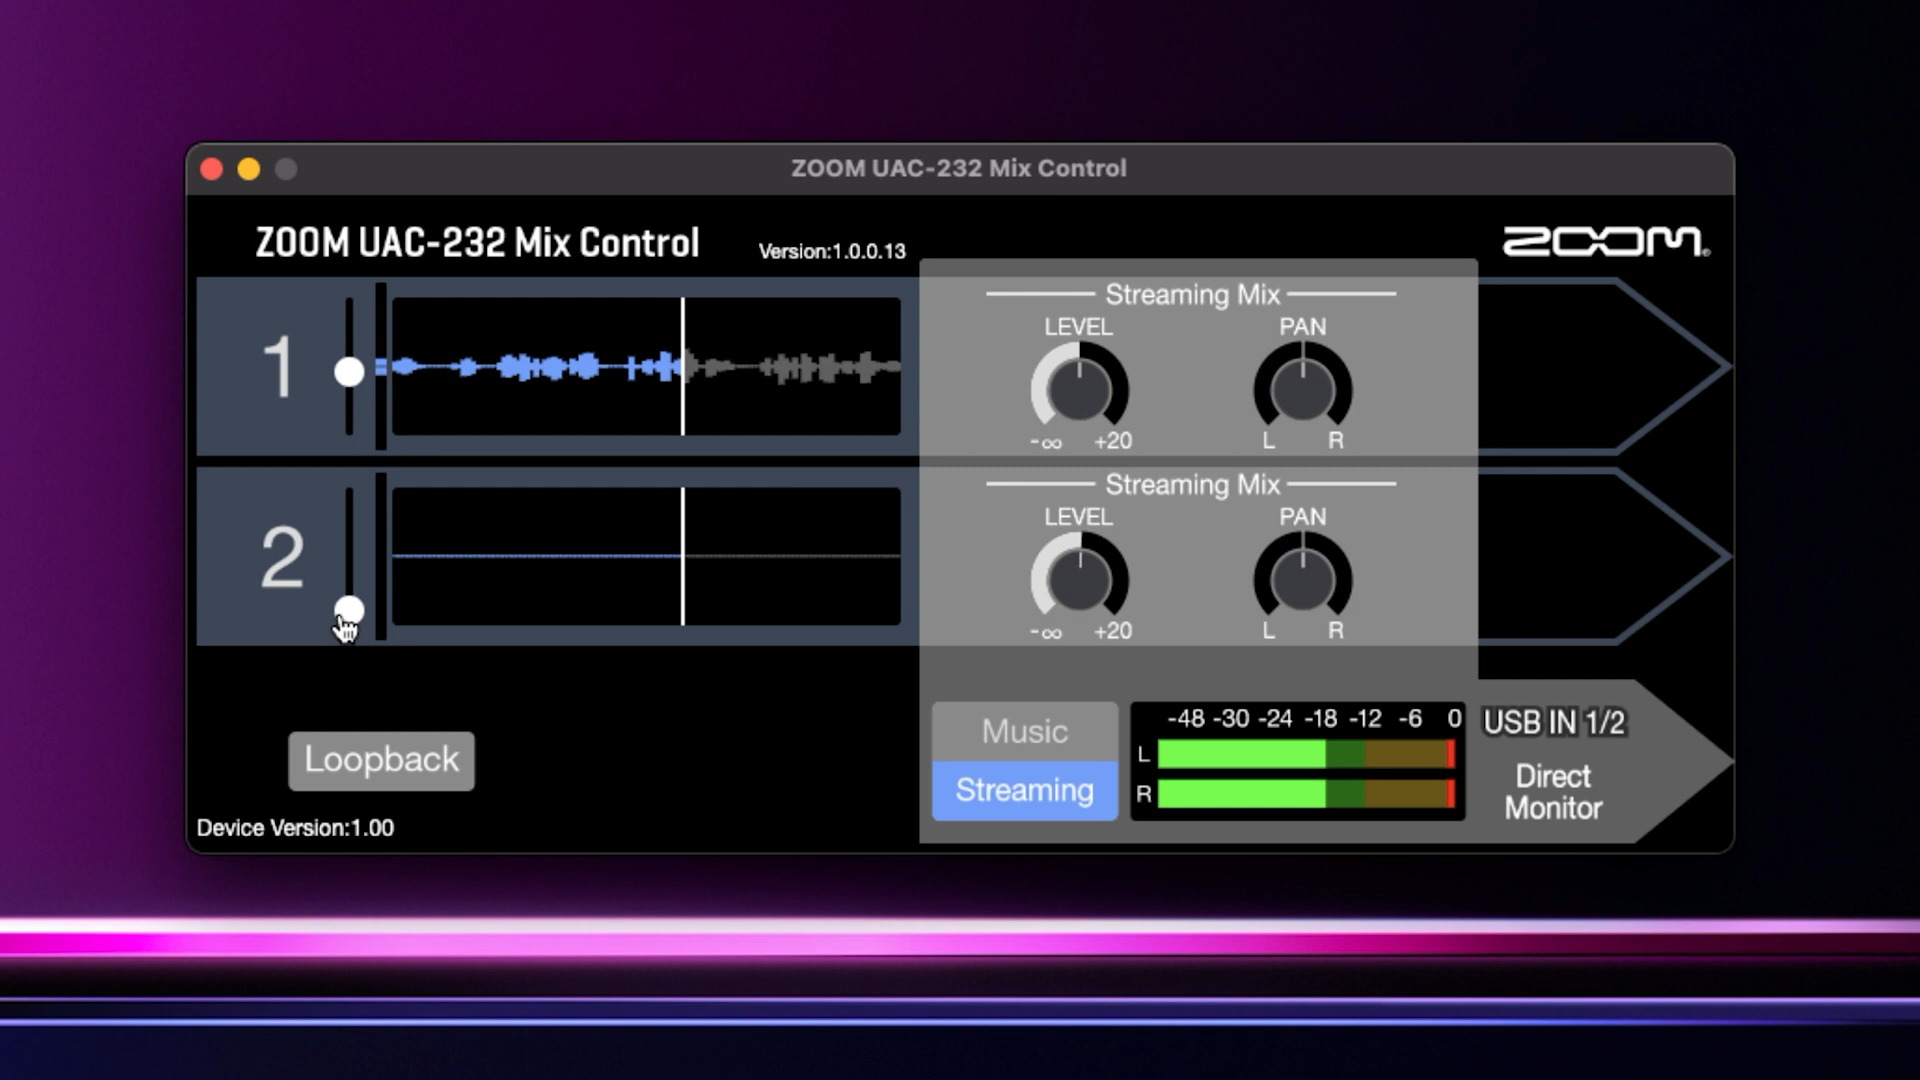 ZOOM UAC-232 Mix Control
ZOOM UAC-232 Mix Control
Version:1.0.0.13
ZOOM
1
Streaming Mix
LEVEL
PAN
-∞ +20
L R
2
Streaming Mix
LEVEL
PAN
-∞ +20
L R
Loopback
Music
Streaming
-48 -30 -24 -18 -12 -6 0
L
R
USB IN 1/2
Direct
Monitor
Device Version:1.00